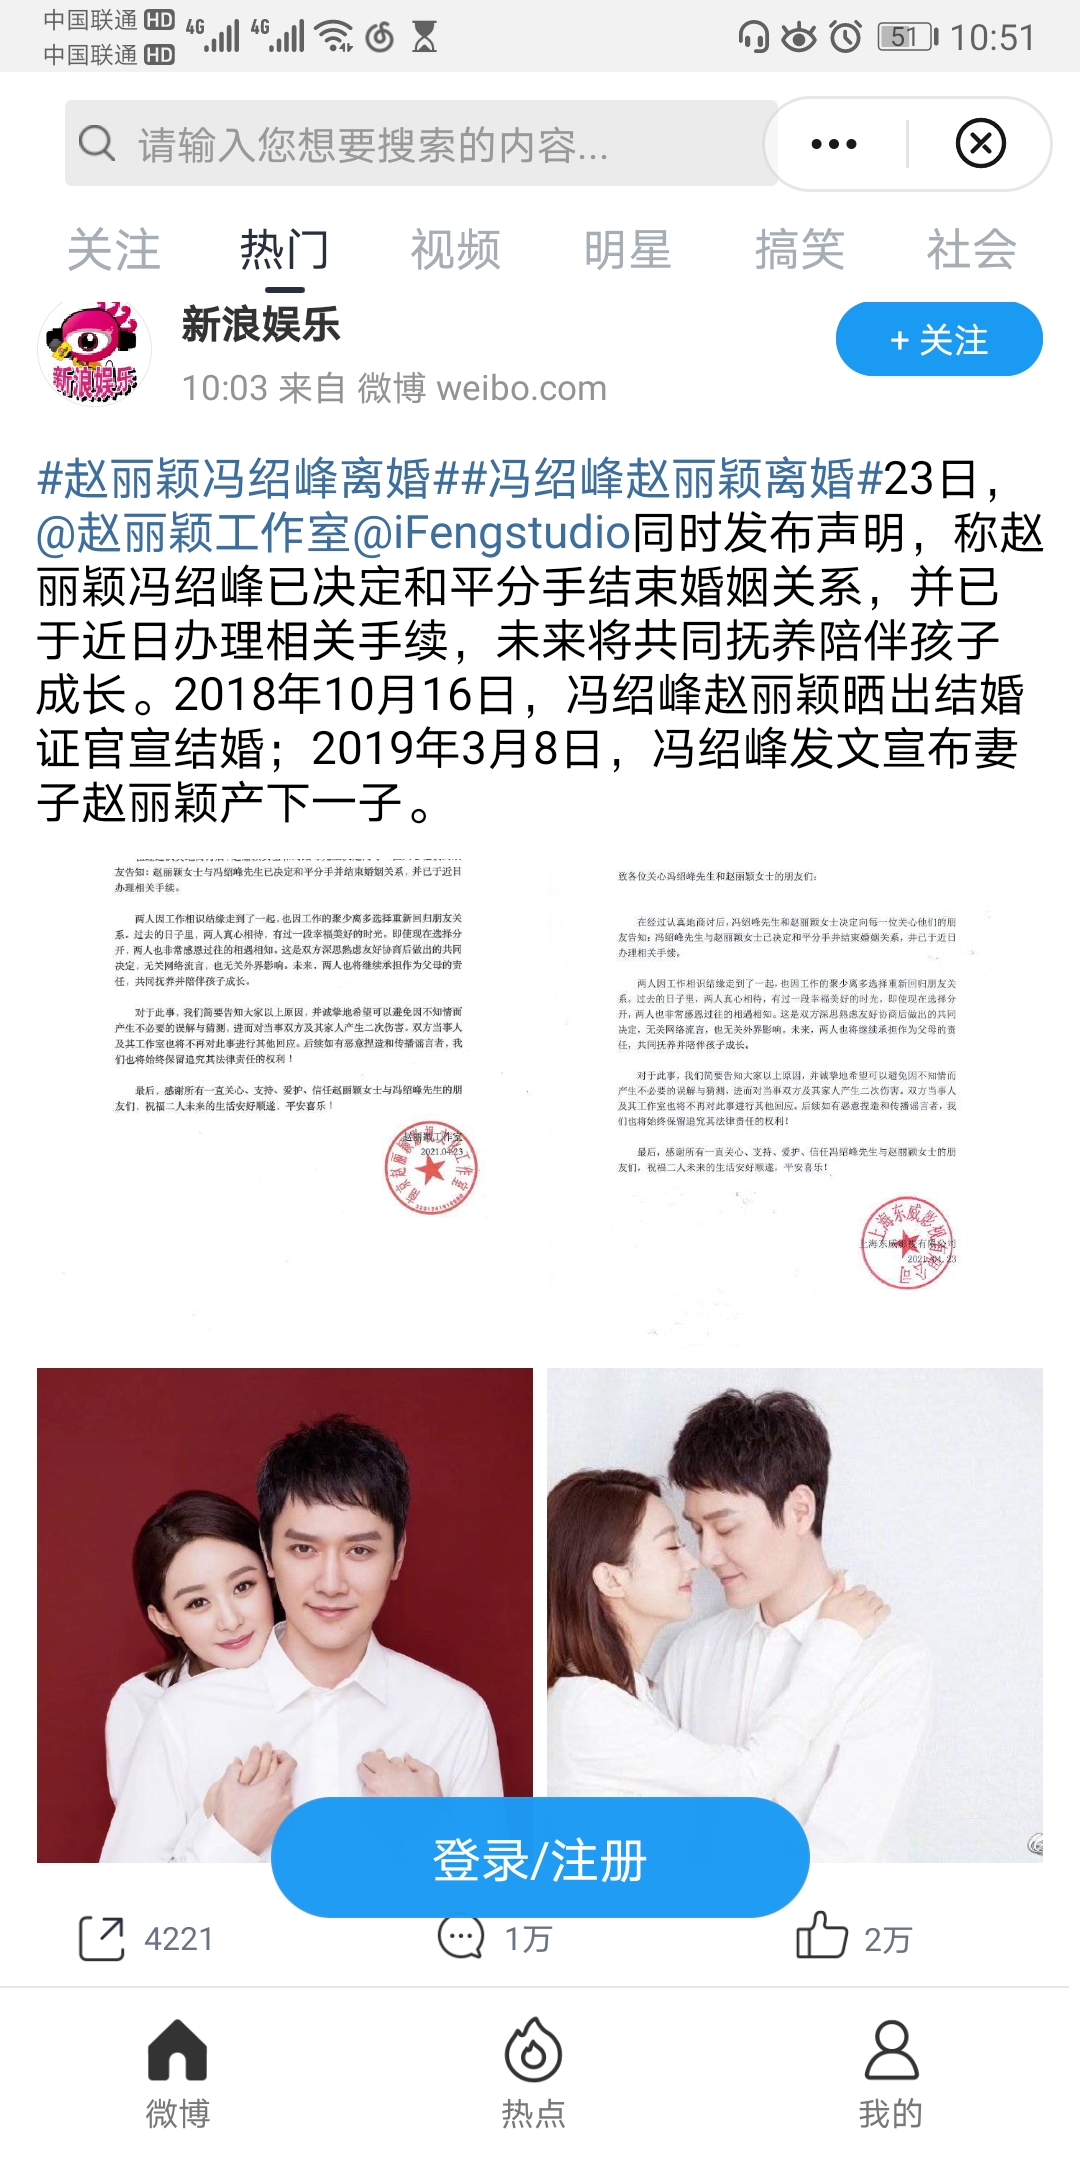 中国联通 HD 4G 4G 51 10:51
中国联通 HD
请输入您想要搜索的内容...
关注 热门 视频 明星 搞笑 社会
新浪娱乐
新浪娱乐
+ 关注
10:03 来自 微博 weibo.com
#赵丽颖冯绍峰离婚##冯绍峰赵丽颖离婚#23日，
@赵丽颖工作室@iFengstudio同时发布声明，称赵
丽颖冯绍峰已决定和平分手结束婚姻关系，并已
于近日办理相关手续，未来将共同抚养陪伴孩子
成长。2018年10月16日，冯绍峰赵丽颖晒出结婚
证官宣结婚；2019年3月8日，冯绍峰发文宣布妻
子赵丽颖产下一子。
友告知：赵丽颖女士与冯绍峰先生已决定和平分手并结束婚姻关系，并已于近日
办理相关手续。
两人因工作相识结缘走到了一起，也因工作的聚少离多选择重新回归朋友关
系。过去的日子里，两人真心相待，有过一段幸福美好的时光。即使现在选择分
开，两人也非常感恩过往的相遇相知。这是双方深思熟虑友好协商后做出的共同
决定，无关网络流言，也无关外界影响。未来，两人也将继续承担作为父母的责
任，共同抚养并陪伴孩子成长。
对于此事，我们简要告知大家以上原因，并诚挚地希望可以避免因不知情而
产生不必要的误解与猜测，进而对当事双方及其家人产生二次伤害。双方当事人
及其工作室也将不再对此事进行其他回应。后续如有恶意捏造和传播谣言者，我
们也将始终保留追究其法律责任的权利！
最后，感谢所有一直关心、支持、爱护、信任赵丽颖女士与冯绍峰先生的朋
友们，祝福二人未来的生活安好顺遂，平安喜乐！
赵丽颖工作室
2021.04.23
致各位关心冯绍峰先生和赵丽颖女士的朋友们：
在经过认真地商讨后，冯绍峰先生和赵丽颖女士决定向每一位关心他们的朋
友告知：冯绍峰先生与赵丽颖女士已决定和平分手并结束婚姻关系，并已于近日
办理相关手续。
两人因工作相识结缘走到了一起，也因工作的聚少离多选择重新回归朋友关
系。过去的日子里，两人真心相待，有过一段幸福美好的时光，即使现在选择分
开，两人也非常感恩过往的相遇相知。这是双方深思熟虑友好协商后做出的共同
决定，无关网络流言，也无关外界影响，未来，两人也将继续承担作为父母的责
任，共同抚养并陪伴孩子成长。
对于此事，我们简要告知大家以上原因，并诚挚地希望可以避免因不知情而
产生不必要的误解与猜测，进而对当事双方及其家人产生二次伤害。双方当事人
及其工作室也将不再对此事进行其他回应。后续如有恶意捏造和传播谣言者，我
们也将始终保留追究其法律责任的权利！
最后，感谢所有一直关心、支持、爱护、信任冯绍峰先生与赵丽颖女士的朋
友们，祝福二人未来的生活安好顺遂，平安喜乐！
上海东威影视有限公司
上海东威影视有限公司
2021.04.23
登录/注册
4221 1万 2万
微博 热点 我的